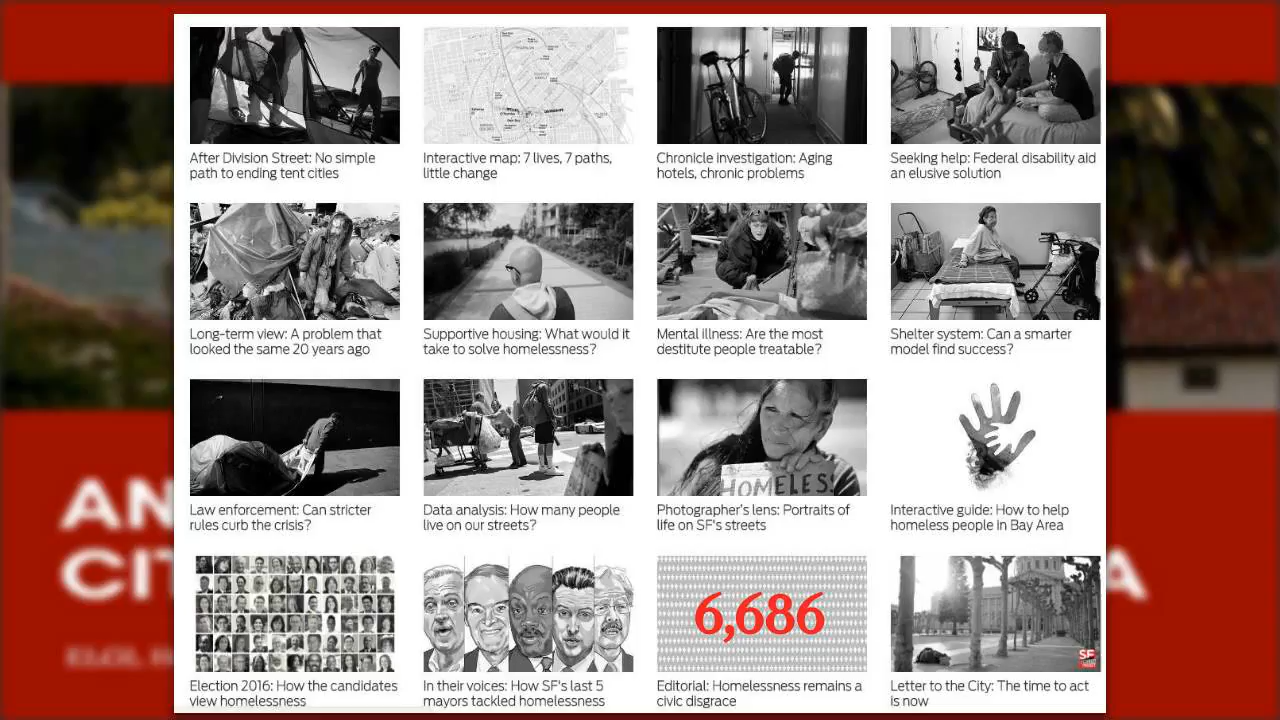 After Division Street: No simple
path to ending tent cities
Interactive map: 7 lives, 7 paths,
little change
Chronicle investigation: Aging
hotels, chronic problems
Seeking help: Federal disability aid
an elusive solution
Long-term view: A problem that
looked the same 20 years ago
Supportive housing: What would it
take to solve homelessness?
Mental illness: Are the most
destitute people treatable?
Shelter system: Can a smarter
model find success?
HOMELESS
Law enforcement: Can stricter
rules curb the crisis?
Data analysis: How many people
live on our streets?
Photographer's lens: Portraits of
life on SF's streets
Interactive guide: How to help
homeless people in Bay Area
AN
CIT
A
6,686
SF
Election 2016: How the candidates
view homelessness
In their voices: How SF's last 5
mayors tackled homelessness
Editorial: Homelessness remains a
civic disgrace
Letter to the City: The time to act
is now